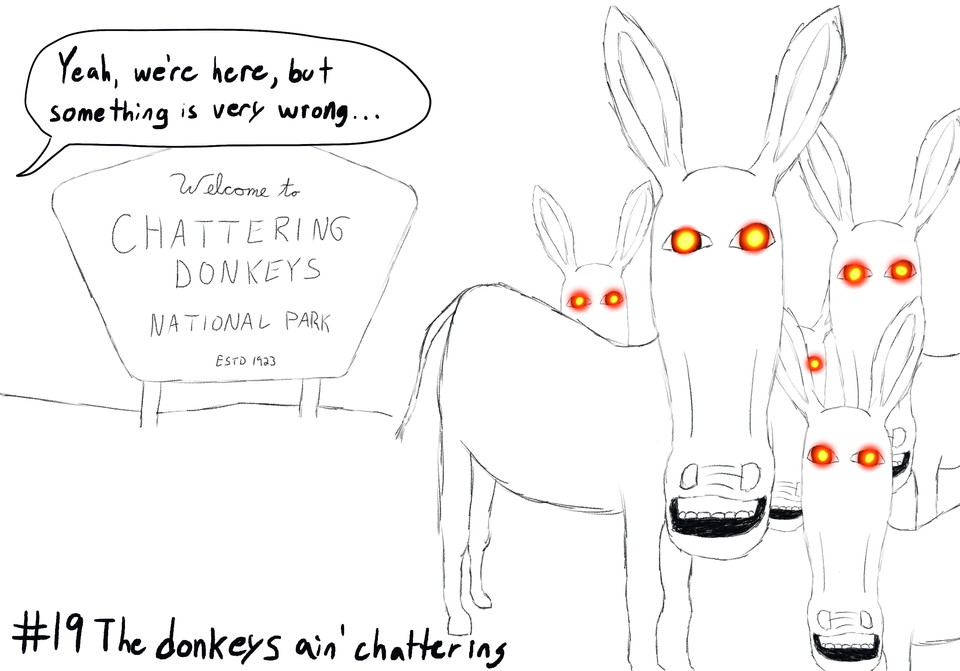 Yeah, we're here, but
something is very wrong...
Welcome to
CHATTERING
DONKEYS
NATIONAL PARK
ESTD 1923
#19 The donkeys ain' chattering